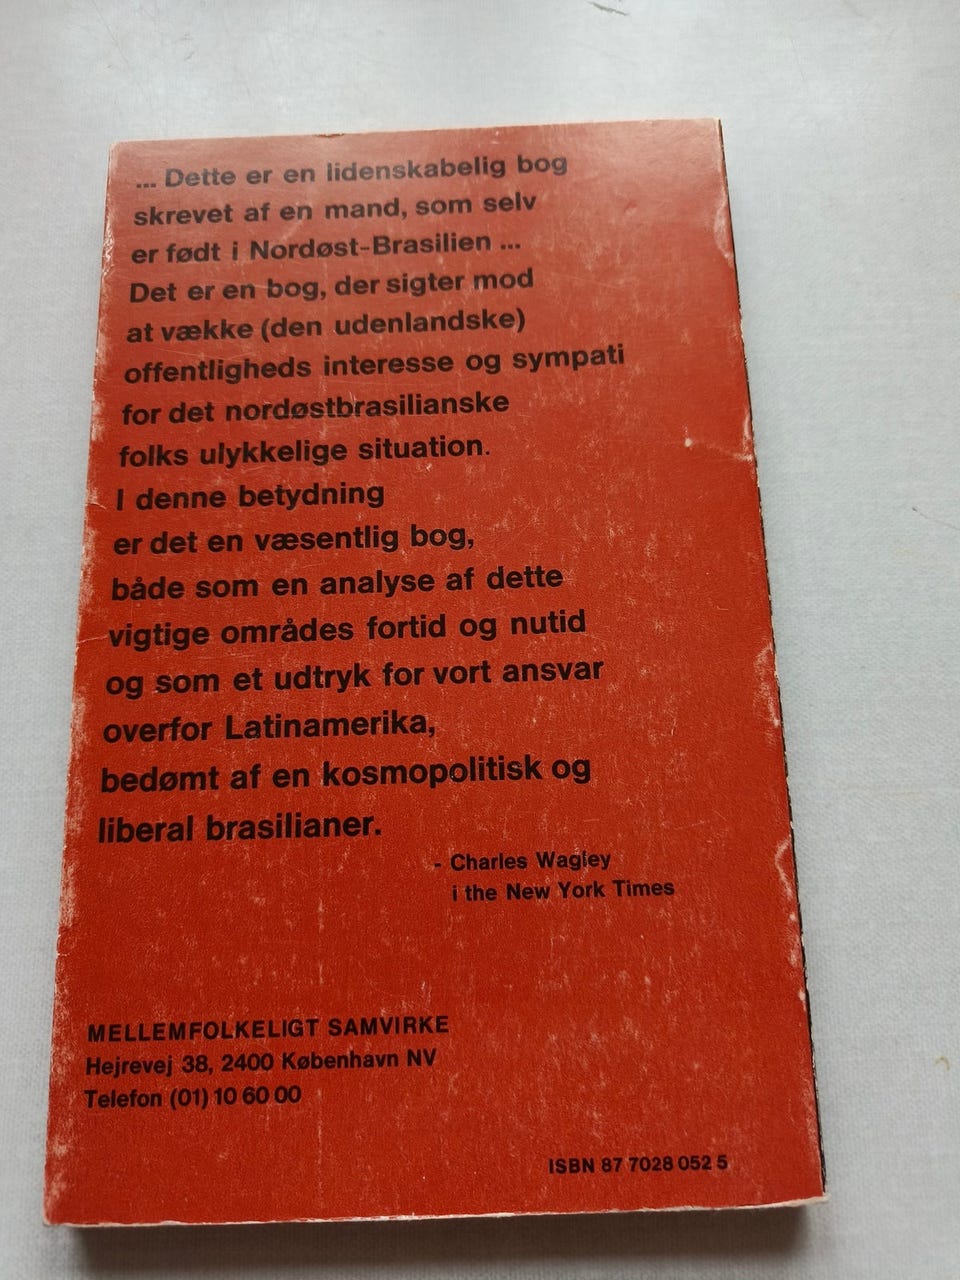 ... Dette er en lidenskabelig bog
skrevet af en mand, som selv
er født i Nordøst-Brasilien ...
Det er en bog, der sigter mod
at vække (den udenlandske)
offentligheds interesse og sympati
for det nordøstbrasilianske
folks ulykkelige situation.
I denne betydning
er det en væsentlig bog,
både som en analyse af dette
vigtige områdes fortid og nutid
og som et udtryk for vort ansvar
overfor Latinamerika,
bedømt af en kosmopolitisk og
liberal brasilianer.
- Charles Wagley
i the New York Times
MELLEMFOLKELIGT SAMVIRKE
Hejrevej 38, 2400 København NV
Telefon (01) 10 60 00
ISBN 87 7028 052 5